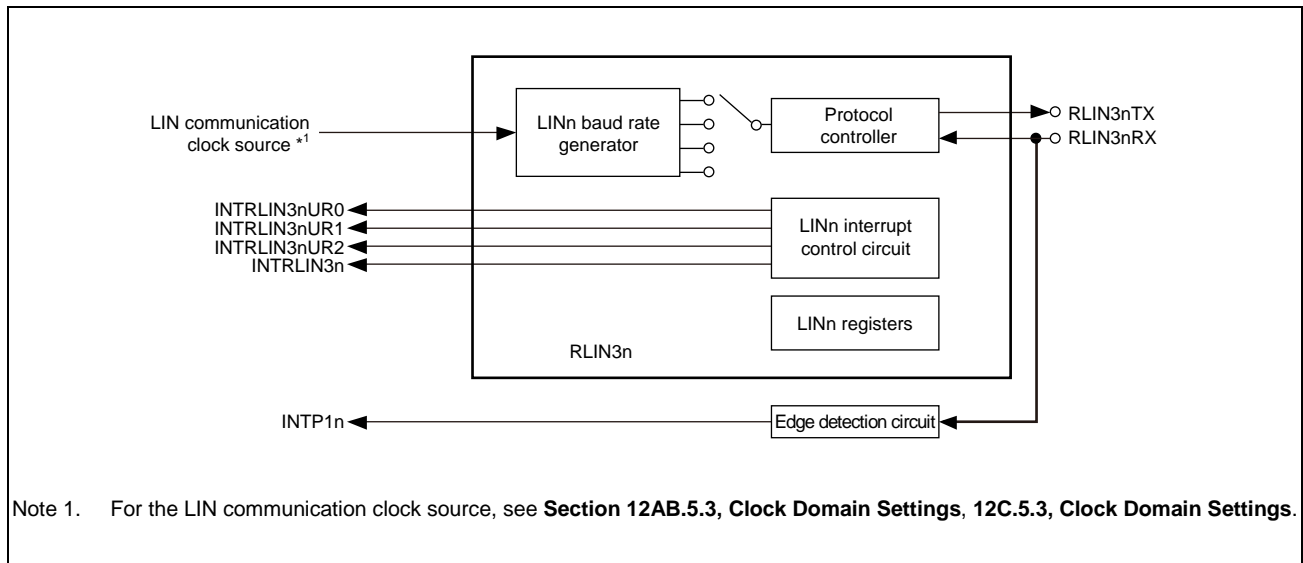 LIN communication
clock source *1
LINn baud rate
generator
Protocol
controller
RLIN3nTX
RLIN3nRX
INTRLIN3nUR0
INTRLIN3nUR1
INTRLIN3nUR2
INTRLIN3n
LINn interrupt
control circuit
LINn registers
RLIN3n
INTP1n
Edge detection circuit
Note 1. For the LIN communication clock source, see Section 12AB.5.3, Clock Domain Settings, 12C.5.3, Clock Domain Settings.